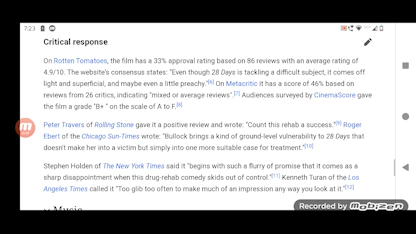 7:23
Critical response
On Rotten Tomatoes, the film has a 33% approval rating based on 86 reviews with an average rating of
4.9/10. The website's consensus states: "Even though 28 Days is tackling a difficult subject, it comes off
light and superficial, and maybe even a little preachy."[6] On Metacritic it has a score of 46% based on
reviews from 26 critics, indicating "mixed or average reviews".[7] Audiences surveyed by CinemaScore gave
the film a grade "B+ " on the scale of A to F.[8]
Peter Travers of Rolling Stone gave it a positive review and wrote: "Count this rehab a success."[9] Roger
Ebert of the Chicago Sun-Times wrote: "Bullock brings a kind of ground-level vulnerability to 28 Days that
doesn't make her into a victim but simply into one more suitable case for treatment."[10]
Stephen Holden of The New York Times said it "begins with such a flurry of promise that it comes as a
sharp disappointment when this drug-rehab comedy skids out of control."[11] Kenneth Turan of the Los
Angeles Times called it "Too glib too often to make much of an impression any way you look at it."[12]
Music
Recorded by Mobizen